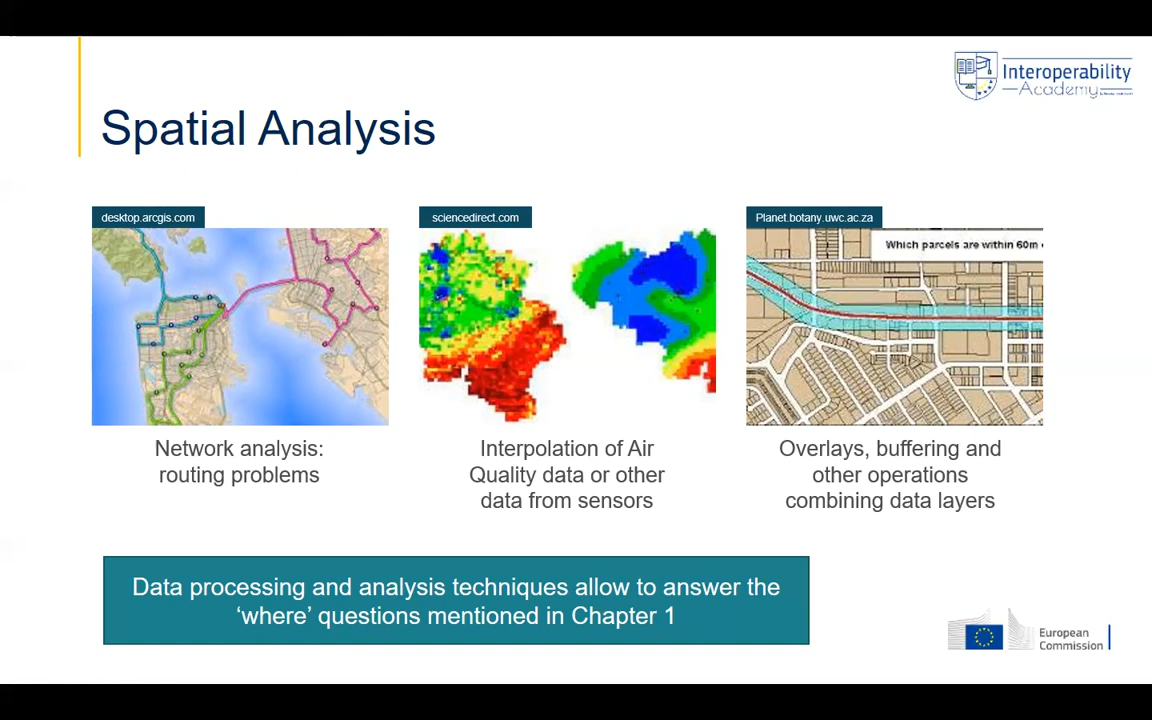 Interoperability
Academy
Spatial Analysis
desktop.arcgis.com
sciencedirect.com
Planet.botany.uwc.ac.za
Which parcels are within 60m
Network analysis:
routing problems
Interpolation of Air
Quality data or other
data from sensors
Overlays, buffering and
other operations
combining data layers
Data processing and analysis techniques allow to answer the
‘where’ questions mentioned in Chapter 1
European
Commission